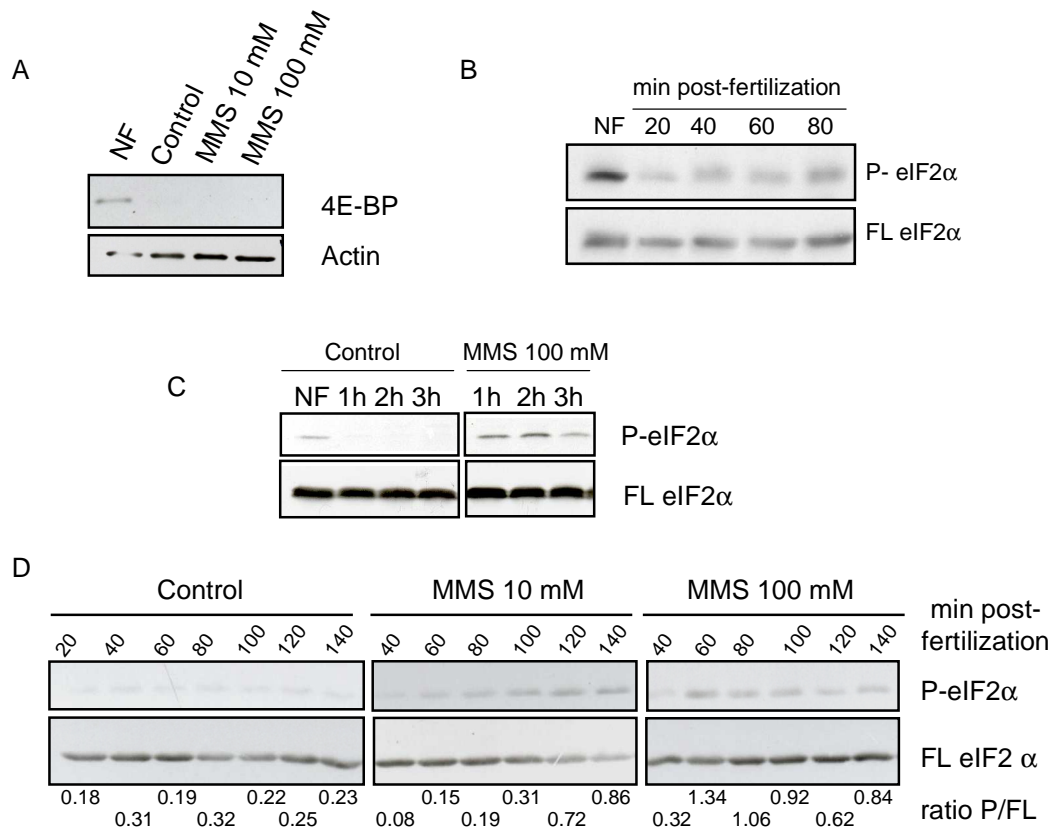 A
NF
Control
MMS 10 mM
MMS 100 mM
4E-BP
Actin
B
min post-fertilization
NF 20 40 60 80
P- eIF2α
FL eIF2α
C
Control
MMS 100 mM
NF 1h 2h 3h
1h 2h 3h
P-eIF2α
FL eIF2α
D
Control
MMS 10 mM
MMS 100 mM
min post-
fertilization
20 40 60 80 100 120 140
40 60 80 100 120 140
40 60 80 100 120 140
P-eIF2α
FL eIF2 α
0.18 0.31 0.19 0.32 0.22 0.25 0.23
0.08 0.15 0.19 0.31 0.72 0.86
0.32 1.34 1.06 0.92 0.62 0.84
ratio P/FL